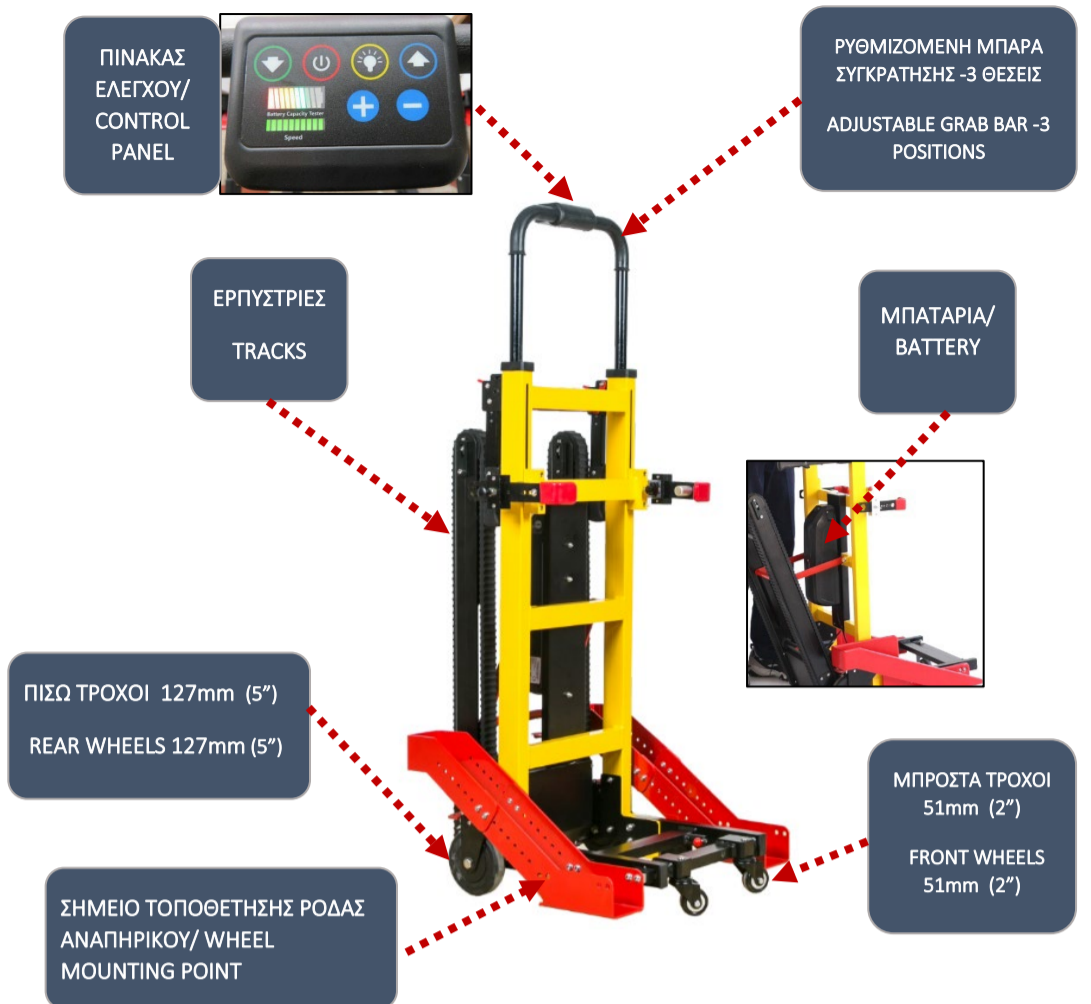 ΠΙΝΑΚΑΣ
ΕΛΕΓΧΟΥ/
CONTROL
PANEL
Battery Capacity Tester
Speed
ΡΥΘΜΙΖΟΜΕΝΗ ΜΠΑΡΑ
ΣΥΓΚΡΑΤΗΣΗΣ -3 ΘΕΣΕΙΣ
ADJUSTABLE GRAB BAR -3
POSITIONS
ΕΡΠΥΣΤΡΙΕΣ
TRACKS
ΜΠΑΤΑΡΙΑ/
BATTERY
ΠΙΣΩ ΤΡΟΧΟΙ 127mm (5”)
REAR WHEELS 127mm (5”)
ΜΠΡΟΣΤΑ ΤΡΟΧΟΙ
51mm (2”)
FRONT WHEELS
51mm (2”)
ΣΗΜΕΙΟ ΤΟΠΟΘΕΤΗΣΗΣ ΡΟΔΑΣ
ΑΝΑΠΗΡΙΚΟΥ/ WHEEL
MOUNTING POINT